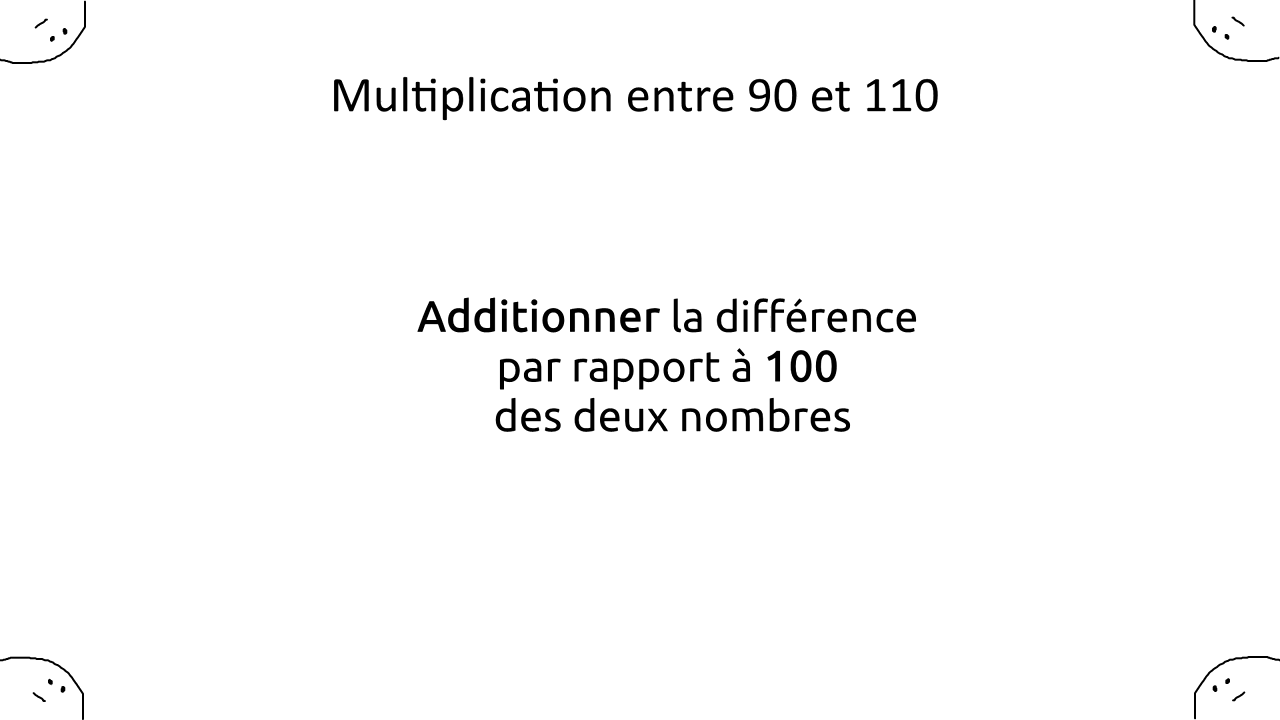 Multiplication entre 90 et 110
Additionner la différence
par rapport à 100
des deux nombres